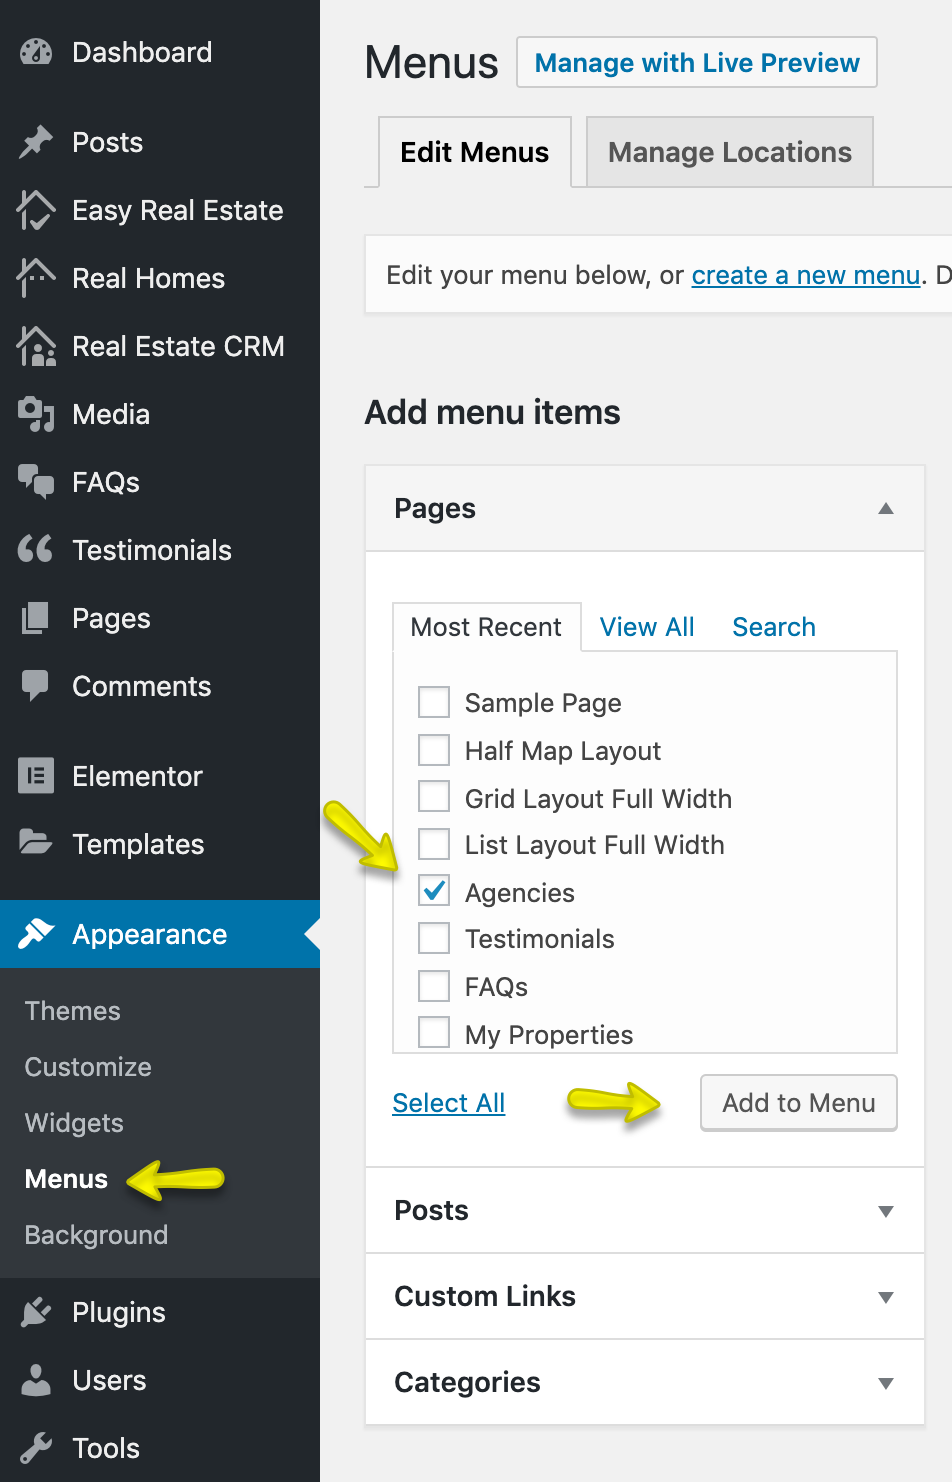 Dashboard
Posts
Easy Real Estate
Real Homes
Real Estate CRM
Media
FAQs
Testimonials
Pages
Comments
Elementor
Templates
Appearance
Themes
Customize
Widgets
Menus
Background
Plugins
Users
Tools
Menus
Manage with Live Preview
Edit Menus
Manage Locations
Edit your menu below, or create a new menu. D
Add menu items
Pages
Most Recent
View All
Search
Sample Page
Half Map Layout
Grid Layout Full Width
List Layout Full Width
Agencies
Testimonials
FAQs
My Properties
Select All
Add to Menu
Posts
Custom Links
Categories